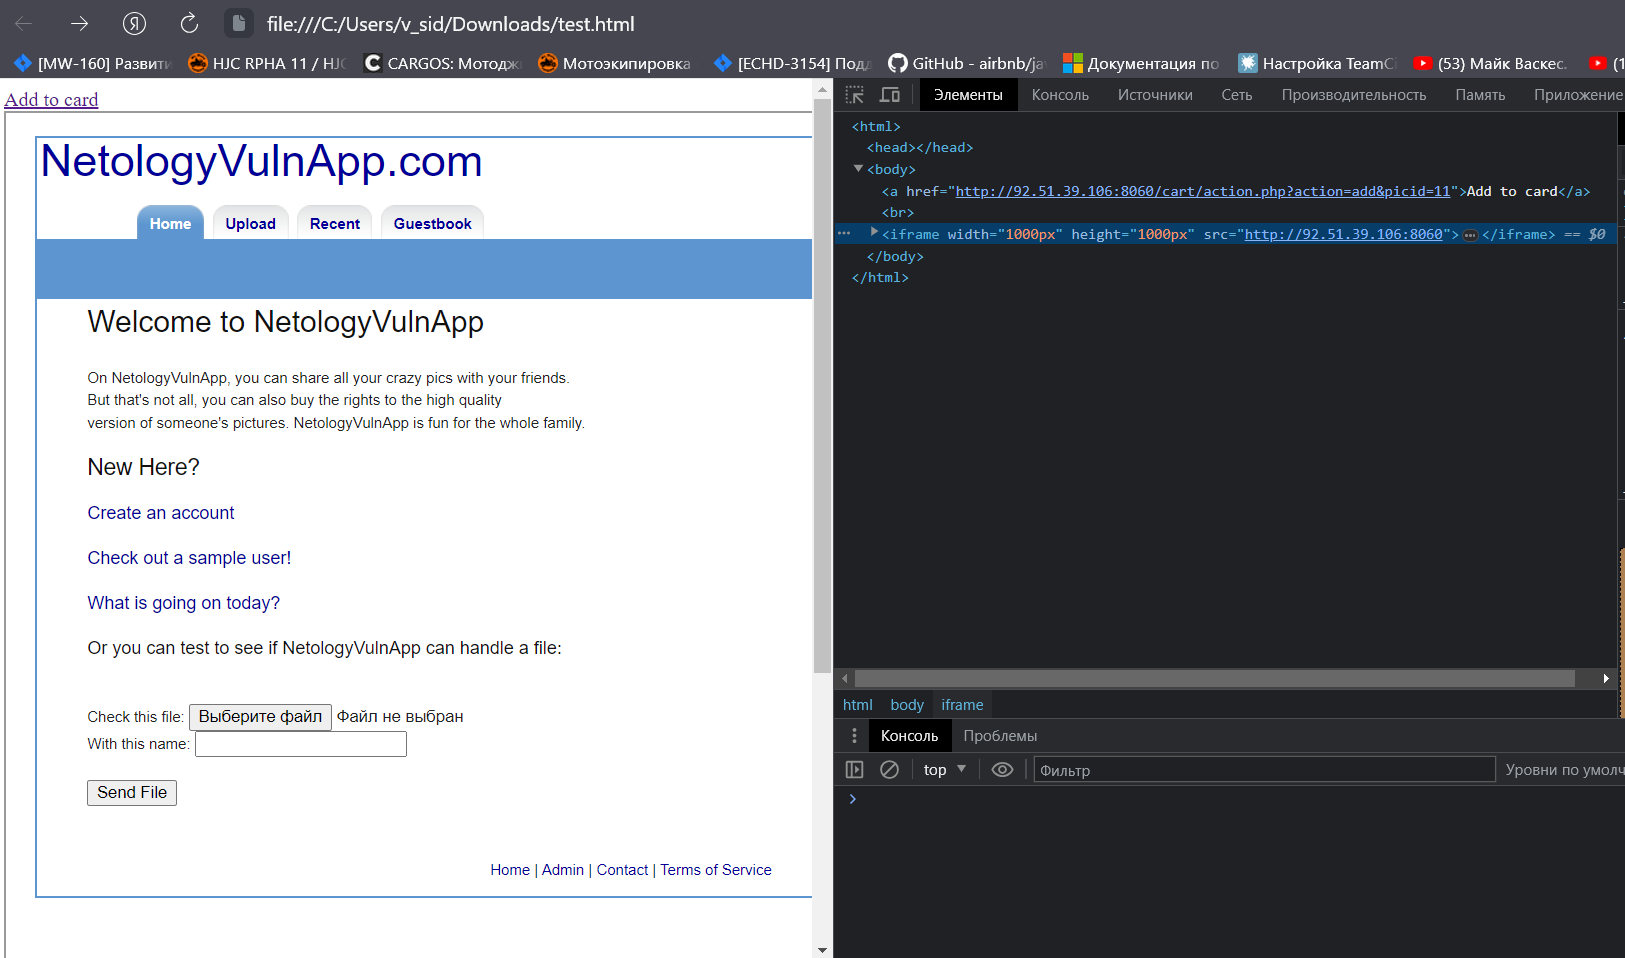 Я
file:///C:/Users/v_sid/Downloads/test.html
[MW-160] Развити
HJC RPHA 11 / HJC
CARGOS: Мотодж
Мотоэкипировка
[ECHD-3154] Подд
GitHub - airbnb/ja
Документация по
Настройка TeamCi
(53) Майк Васкес.
(1
Add to card
NetologyVulnApp.com
Home
Upload
Recent
Guestbook
Welcome to NetologyVulnApp
On NetologyVulnApp, you can share all your crazy pics with your friends.
But that's not all, you can also buy the rights to the high quality
version of someone's pictures. NetologyVulnApp is fun for the whole family.
New Here?
Create an account
Check out a sample user!
What is going on today?
Or you can test to see if NetologyVulnApp can handle a file:
Check this file: Выберите файл Файл не выбран
With this name:
Send File
Home | Admin | Contact | Terms of Service
Элементы
Консоль
Источники
Сеть
Производительность
Память
Приложение
<html>
<head></head>
<body>
<a href="http://92.51.39.106:8060/cart/action.php?action=add&picid=11">Add to card</a>
<br>
<iframe width="1000px" height="1000px" src="http://92.51.39.106:8060">…</iframe> == $0
</body>
</html>
html
body
iframe
Консоль
Проблемы
top
Фильтр
Уровни по умолч